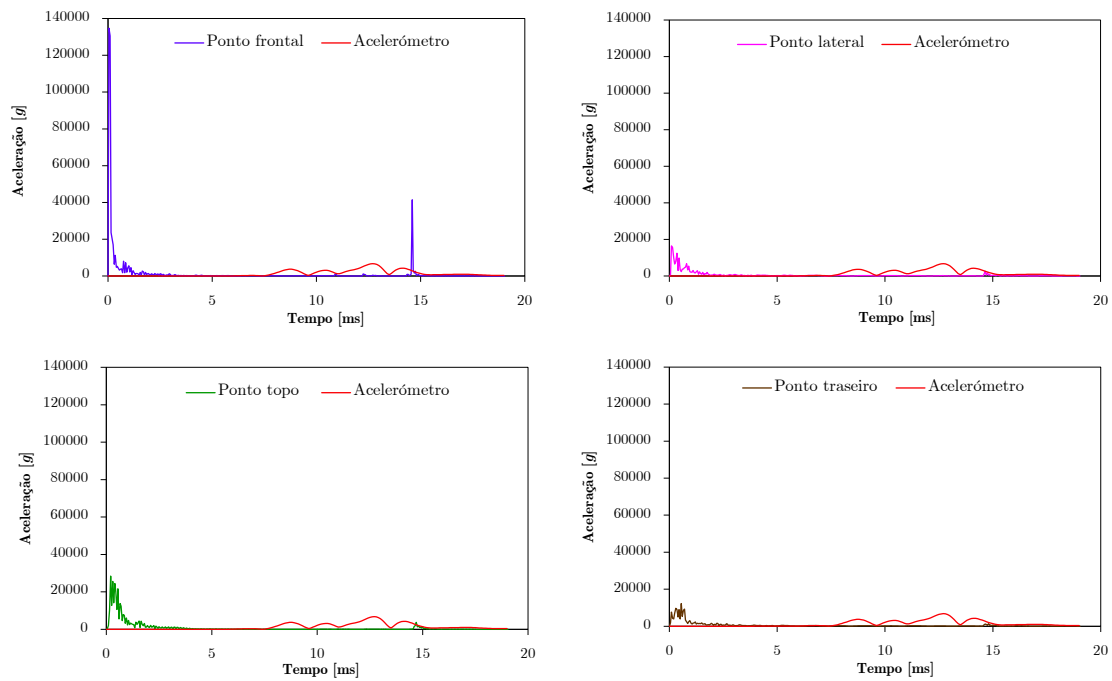 140000
120000
100000
80000
60000
40000
20000
0
Aceleração [g]
Ponto frontal Acelerómetro
0 5 10 15 20
Tempo [ms]
140000
120000
100000
80000
60000
40000
20000
0
Aceleração [g]
Ponto lateral Acelerómetro
0 5 10 15 20
Tempo [ms]
140000
120000
100000
80000
60000
40000
20000
0
Aceleração [g]
Ponto topo Acelerómetro
0 5 10 15 20
Tempo [ms]
140000
120000
100000
80000
60000
40000
20000
0
Aceleração [g]
Ponto traseiro Acelerómetro
0 5 10 15 20
Tempo [ms]